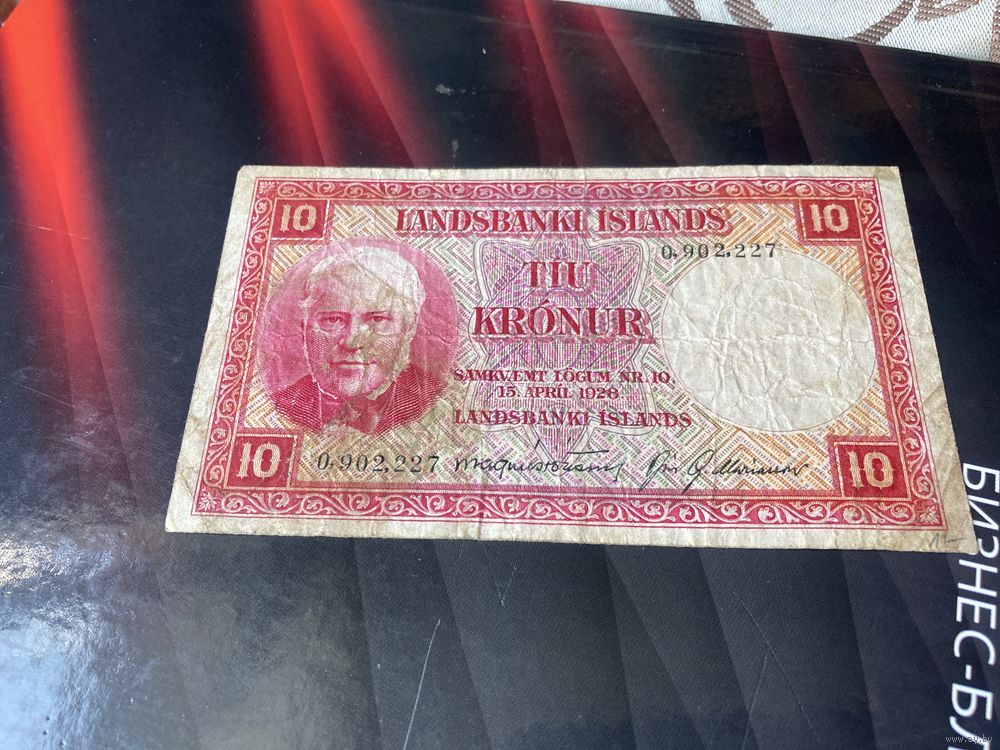 10 LANDSBANKI ÍSLANDS 10
0,902,227
TÍU
KRÓNUR
SAMKVÆMT LÖGUM NR. 10,
15. APRÍL 1928
LANDSBANKI ÍSLANDS
10 0,902,227 10
БИЗНЕС-БЛ